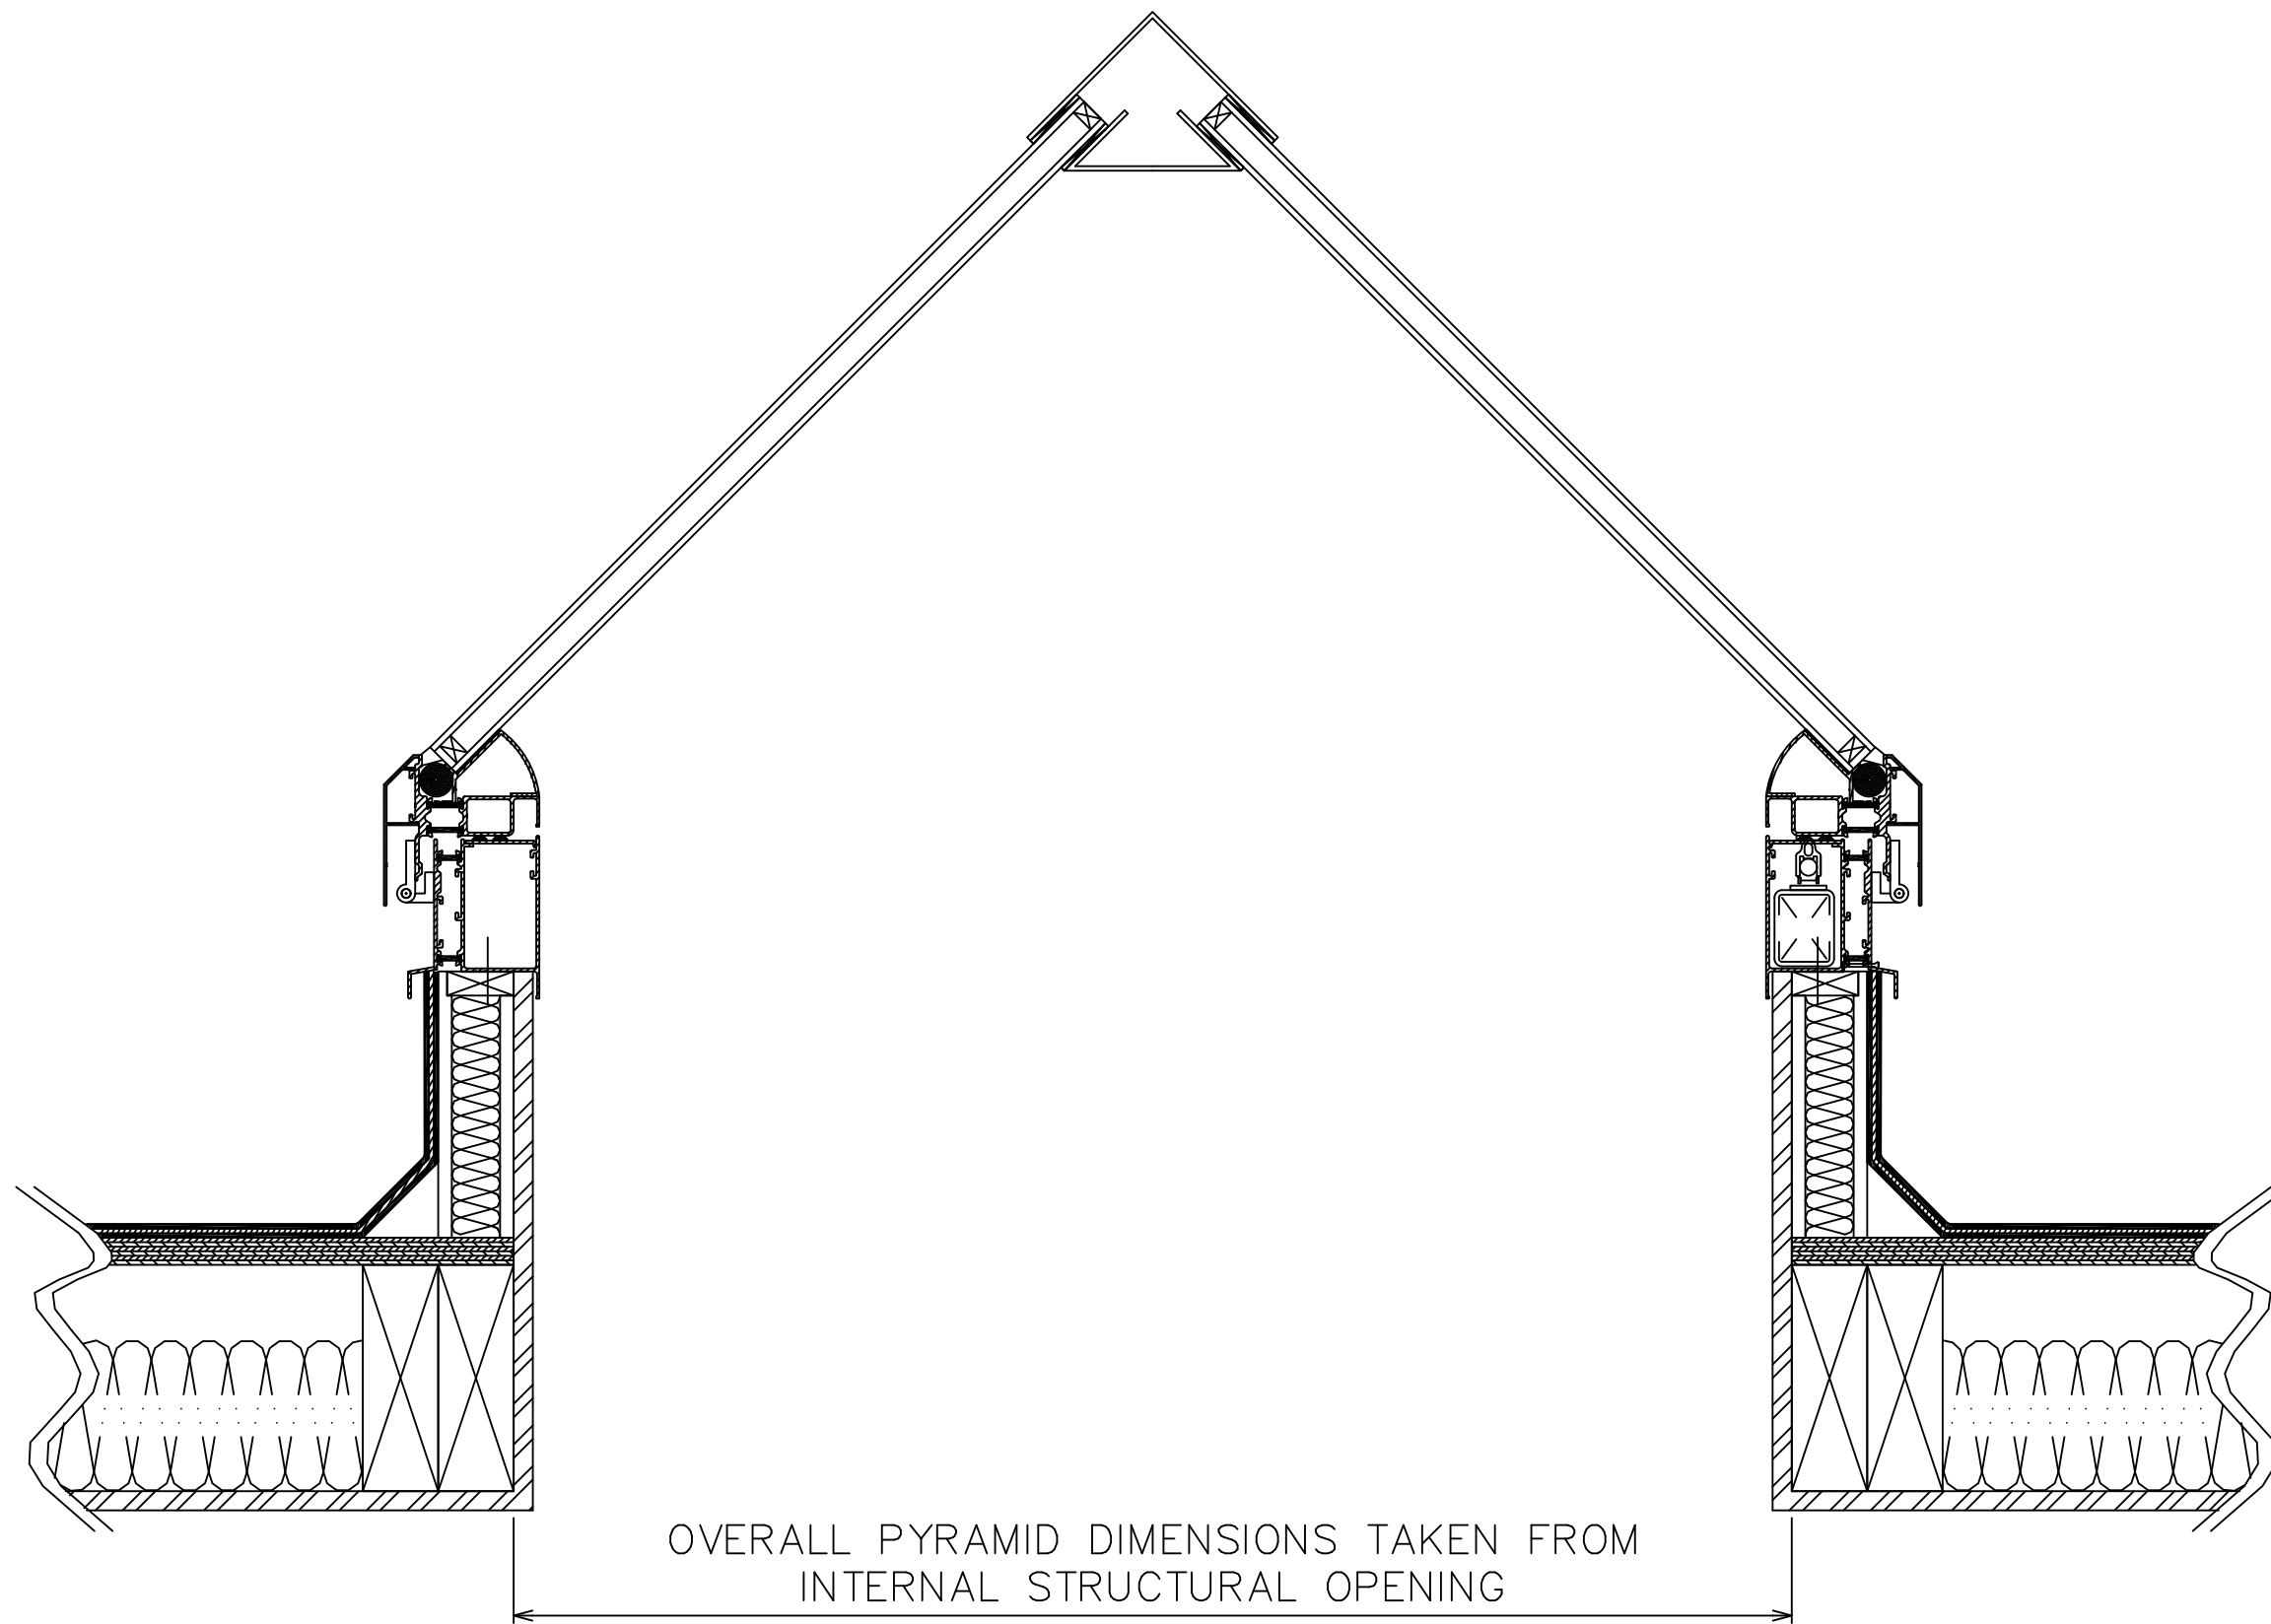 OVERALL PYRAMID DIMENSIONS TAKEN FROM
INTERNAL STRUCTURAL OPENING